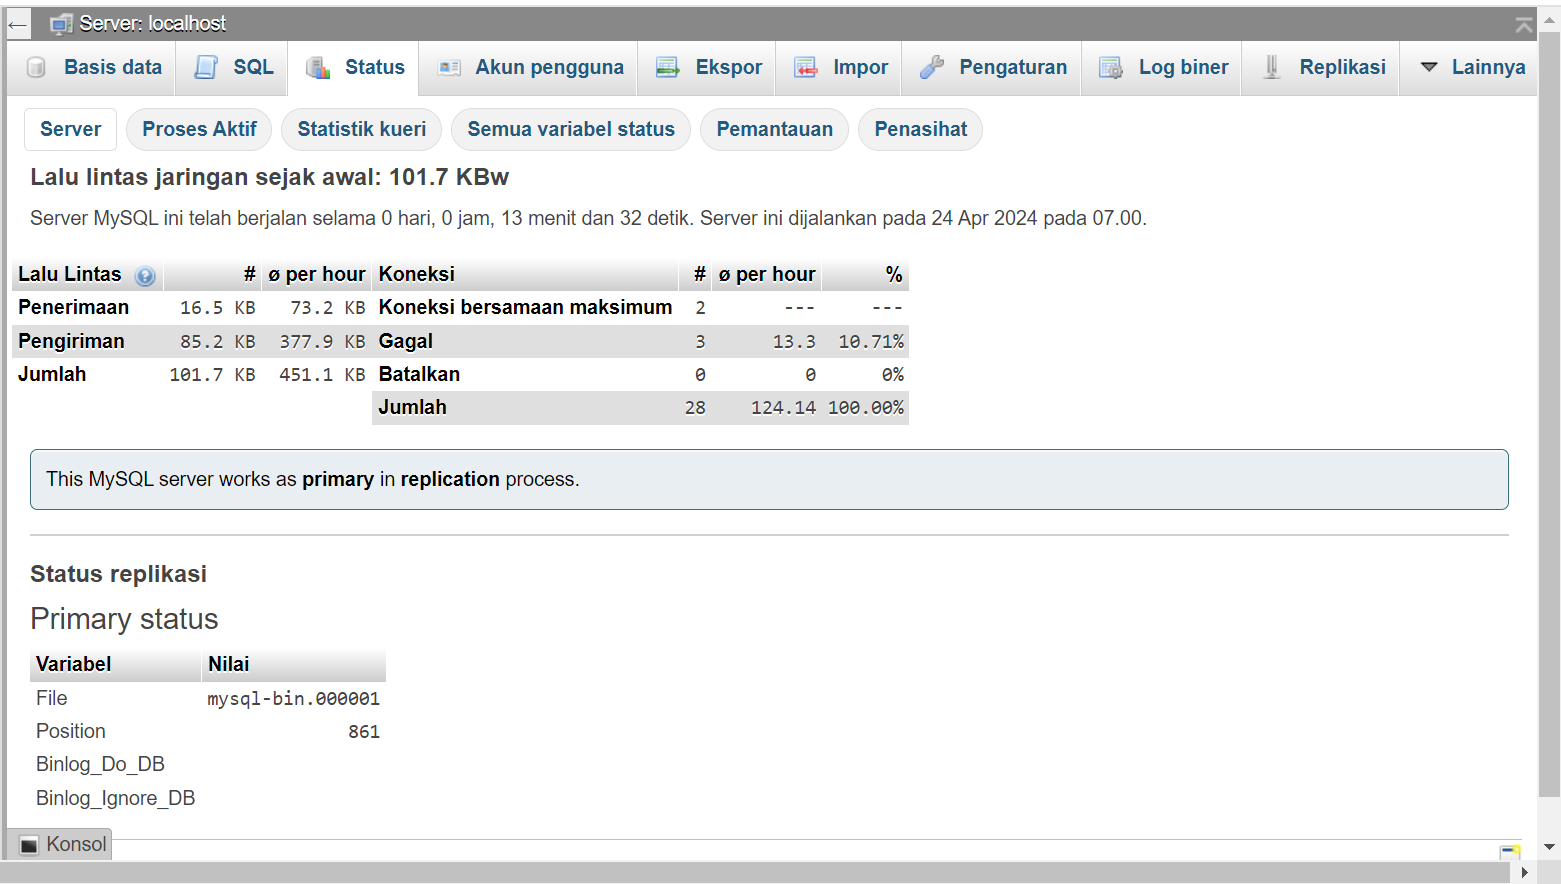 Server: localhost
Basis data SQL Status Akun pengguna Ekspor Impor Pengaturan Log biner Replikasi Lainnya
Server Proses Aktif Statistik kueri Semua variabel status Pemantauan Penasihat
Lalu lintas jaringan sejak awal: 101.7 KBw
Server MySQL ini telah berjalan selama 0 hari, 0 jam, 13 menit dan 32 detik. Server ini dijalankan pada 24 Apr 2024 pada 07.00.
Lalu Lintas # ø per hour Koneksi # ø per hour %
Penerimaan 16.5 KB 73.2 KB Koneksi bersamaan maksimum 2 --- ---
Pengiriman 85.2 KB 377.9 KB Gagal 3 13.3 10.71%
Jumlah 101.7 KB 451.1 KB Batalkan 0 0 0%
Jumlah 28 124.14 100.00%
This MySQL server works as primary in replication process.
Status replikasi
Primary status
Variabel Nilai
File mysql-bin.000001
Position 861
Binlog_Do_DB
Binlog_Ignore_DB
Konsol